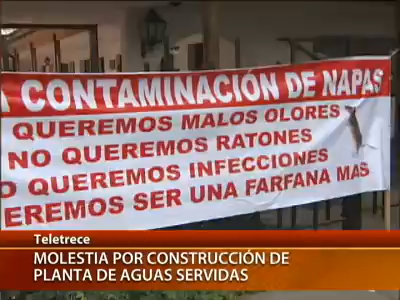 A CONTAMINACIÓN DE NAPAS
QUEREMOS MALOS OLORES
NO QUEREMOS RATONES
O QUEREMOS INFECCIONES
EREMOS SER UNA FARFANA MAS
Teletrece
MOLESTIA POR CONSTRUCCIÓN DE
PLANTA DE AGUAS SERVIDAS